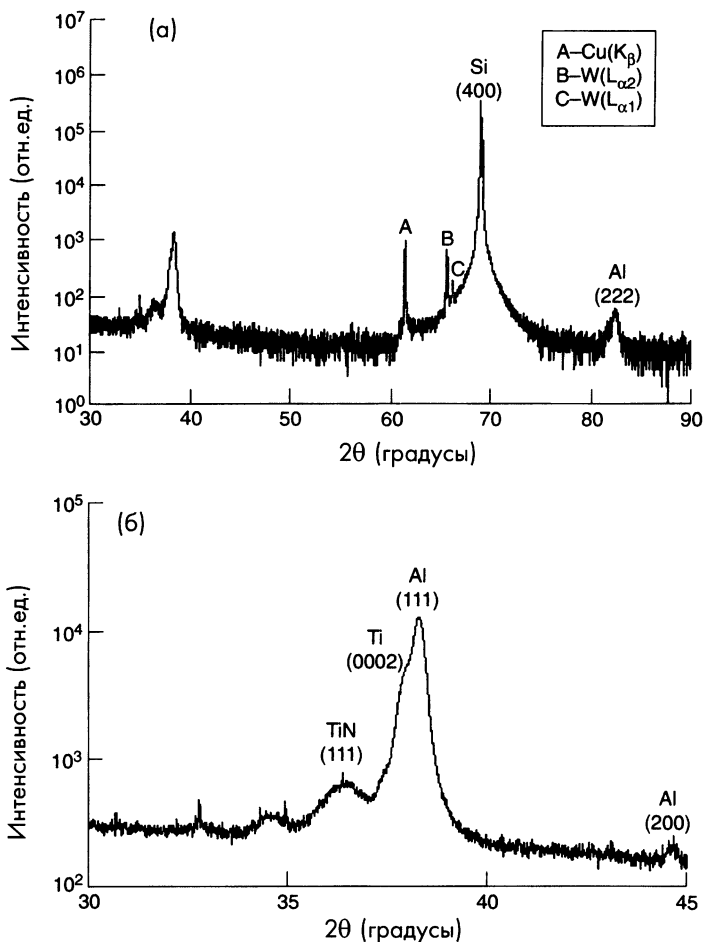 (а)
Интенсивность (отн.ед.)
10⁷
10⁶
10⁵
10⁴
10³
10²
10¹
10⁰
A–Cu(Kβ)
B–W(Lα2)
C–W(Lα1)
Si
(400)
A
B
C
Al
(222)
30 40 50 60 70 80 90
2θ (градусы)
(б)
Интенсивность (отн.ед.)
10⁵
10⁴
10³
10²
Al
(111)
Ti
(0002)
TiN
(111)
Al
(200)
30 35 40 45
2θ (градусы)